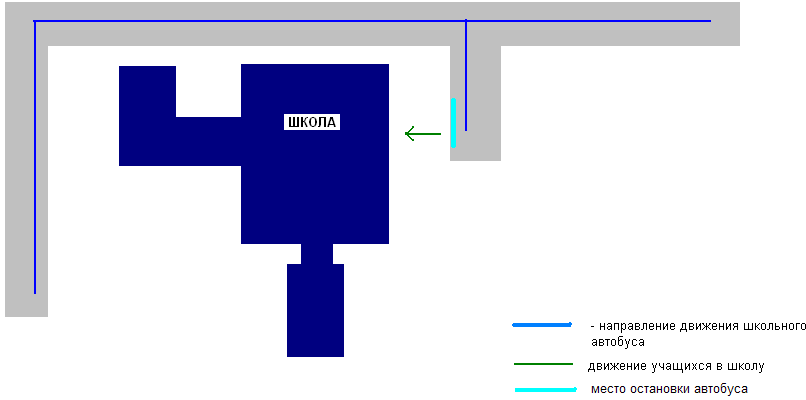 ШКОЛА
- направление движения школьного
автобуса
движение учащихся в школу
место остановки автобуса